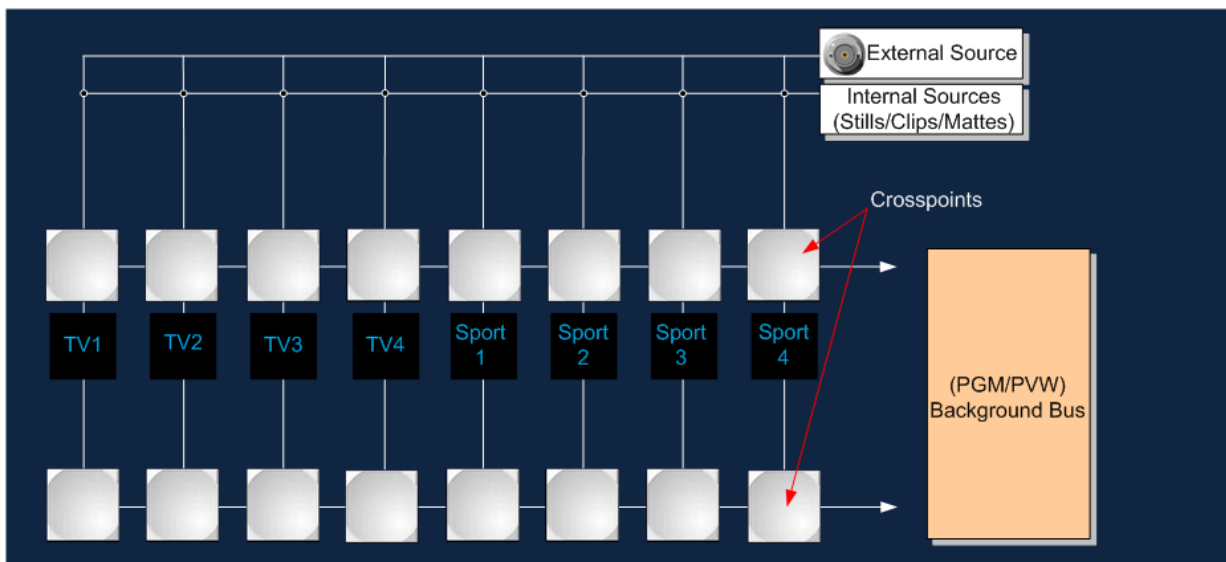 External Source
Internal Sources
(Stills/Clips/Mattes)
Crosspoints
TV1
TV2
TV3
TV4
Sport
1
Sport
2
Sport
3
Sport
4
(PGM/PVW)
Background Bus